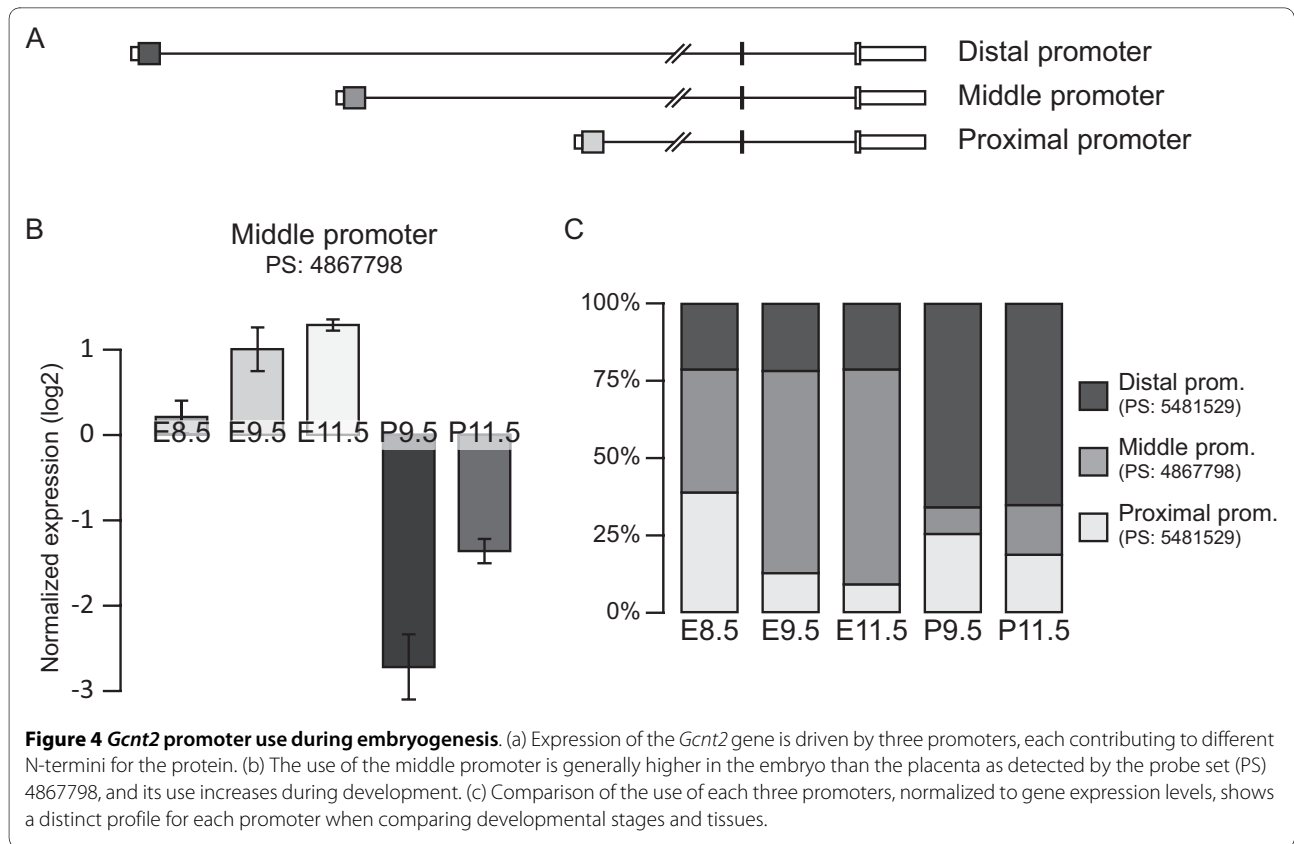 A
Distal promoter
Middle promoter
Proximal promoter
B
Middle promoter
PS: 4867798
Normalized expression (log2)
1
0
-1
-2
-3
E8.5
E9.5
E11.5
P9.5
P11.5
C
100%
75%
50%
25%
0%
E8.5
E9.5
E11.5
P9.5
P11.5
Distal prom.
(PS: 5481529)
Middle prom.
(PS: 4867798)
Proximal prom.
(PS: 5481529)
Figure 4 Gcnt2 promoter use during embryogenesis. (a) Expression of the Gcnt2 gene is driven by three promoters, each contributing to different
N-termini for the protein. (b) The use of the middle promoter is generally higher in the embryo than the placenta as detected by the probe set (PS)
4867798, and its use increases during development. (c) Comparison of the use of each three promoters, normalized to gene expression levels, shows
a distinct profile for each promoter when comparing developmental stages and tissues.